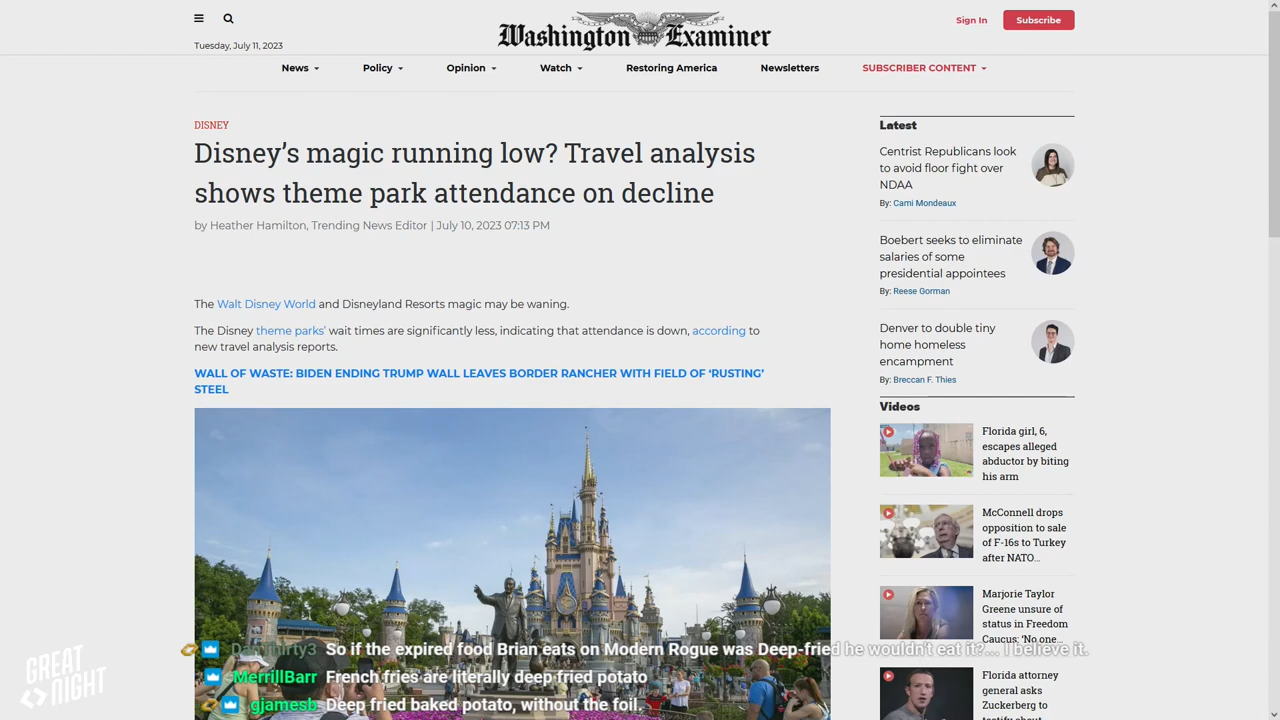 Washington Examiner
Sign In
Subscribe
Tuesday, July 11, 2023
News
Policy
Opinion
Watch
Restoring America
Newsletters
SUBSCRIBER CONTENT
DISNEY
Disney's magic running low? Travel analysis
shows theme park attendance on decline
by Heather Hamilton, Trending News Editor | July 10, 2023 07:13 PM
The Walt Disney World and Disneyland Resorts magic may be waning.
The Disney theme parks' wait times are significantly less, indicating that attendance is down, according to
new travel analysis reports.
WALL OF WASTE: BIDEN ENDING TRUMP WALL LEAVES BORDER RANCHER WITH FIELD OF 'RUSTING'
STEEL
Latest
Centrist Republicans look
to avoid floor fight over
NDAA
By: Cami Mondeaux
Boebert seeks to eliminate
salaries of some
presidential appointees
By: Reese Gorman
Denver to double tiny
home homeless
encampment
By: Breccan F. Thies
Videos
Florida girl, 6,
escapes alleged
abductor by biting
his arm
McConnell drops
opposition to sale
of F-16s to Turkey
after NATO...
Marjorie Taylor
Greene unsure of
status in Freedom
Caucus: 'No one...
Florida attorney
general asks
Zuckerberg to
So if the expired food Brian eats on Modern Rogue was Deep-fried he wouldn't eat it?... I believe it.
MerrillBarr French fries are literally deep fried potato
gjamesb Deep fried baked potato, without the foil.
GREAT
NIGHT